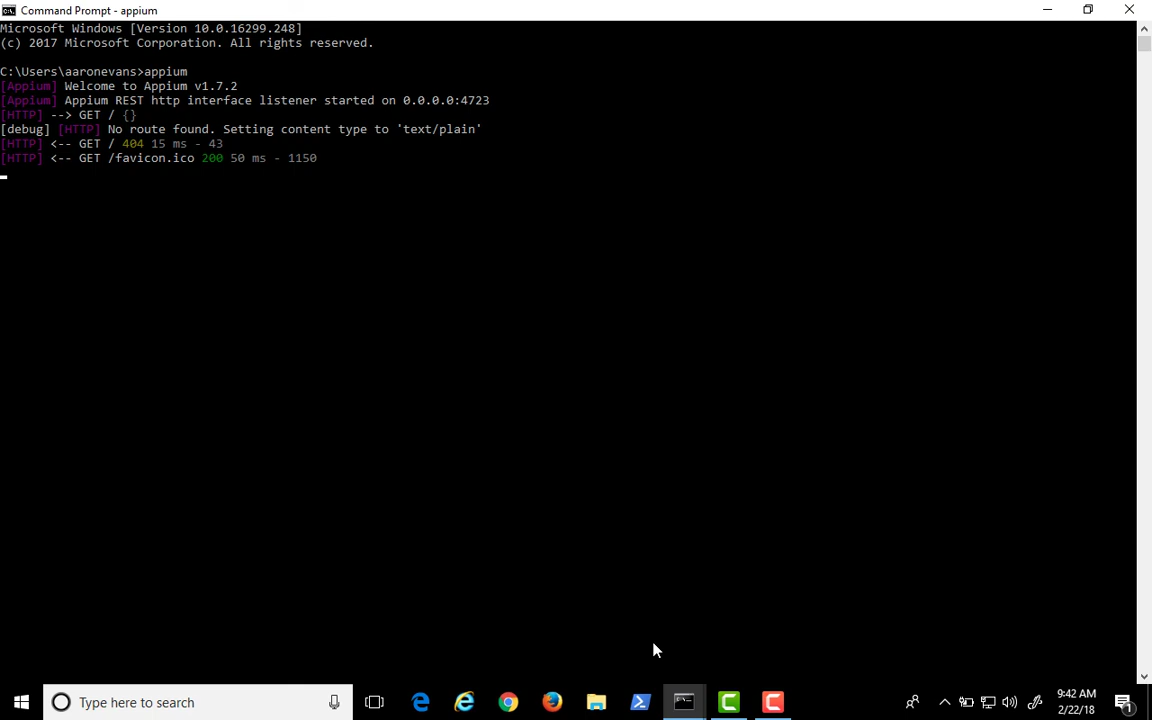 Command Prompt - appium
Microsoft Windows [Version 10.0.16299.248]
(c) 2017 Microsoft Corporation. All rights reserved.
C:\Users\aaronevans>appium
[Appium] Welcome to Appium v1.7.2
[Appium] Appium REST http interface listener started on 0.0.0.0:4723
[HTTP] --> GET / {}
[debug] [HTTP] No route found. Setting content type to 'text/plain'
[HTTP] <-- GET / 404 15 ms - 43
[HTTP] <-- GET /favicon.ico 200 50 ms - 1150
Type here to search
9:42 AM
2/22/18
1